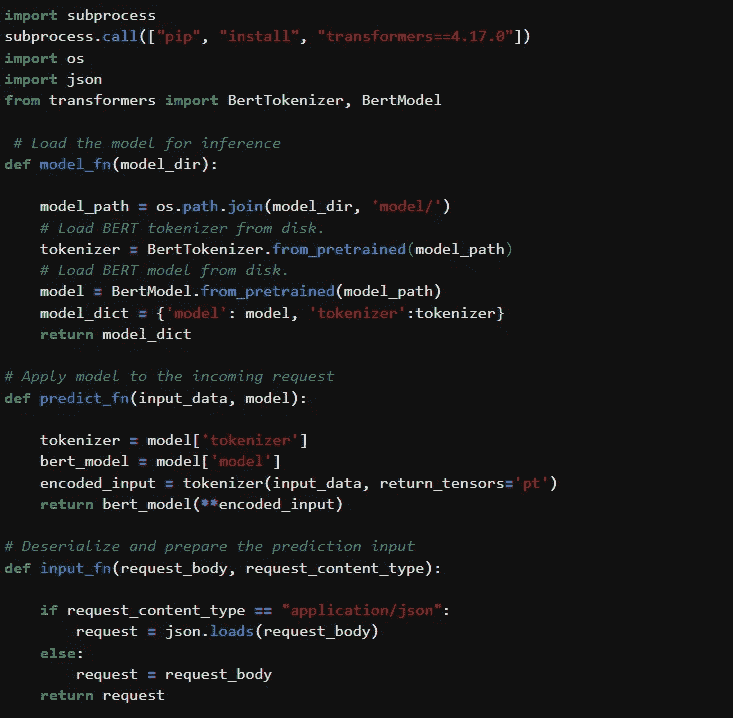 import subprocess
subprocess.call(["pip", "install", "transformers==4.17.0"])
import os
import json
from transformers import BertTokenizer, BertModel
# Load the model for inference
def model_fn(model_dir):
model_path = os.path.join(model_dir, 'model/')
# Load BERT tokenizer from disk.
tokenizer = BertTokenizer.from_pretrained(model_path)
# Load BERT model from disk.
model = BertModel.from_pretrained(model_path)
model_dict = {'model': model, 'tokenizer':tokenizer}
return model_dict
# Apply model to the incoming request
def predict_fn(input_data, model):
tokenizer = model['tokenizer']
bert_model = model['model']
encoded_input = tokenizer(input_data, return_tensors='pt')
return bert_model(**encoded_input)
# Deserialize and prepare the prediction input
def input_fn(request_body, request_content_type):
if request_content_type == "application/json":
request = json.loads(request_body)
else:
request = request_body
return request